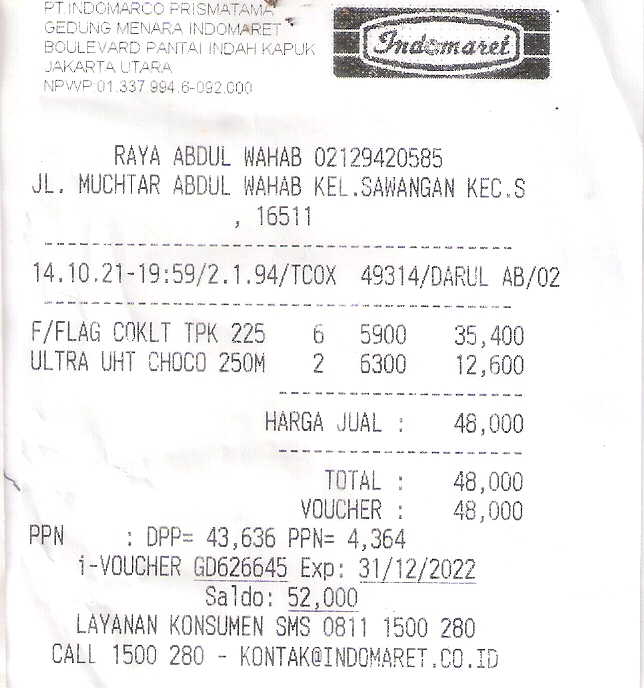 PT.INDOMARCO PRISMATAMA
GEDUNG MENARA INDOMARET
BOULEVARD PANTAI INDAH KAPUK
JAKARTA UTARA
NPWP:01.337.994.6-092.000
Indomaret
RAYA ABDUL WAHAB 02129420585
JL. MUCHTAR ABDUL WAHAB KEL.SAWANGAN KEC.S
, 16511
14.10.21-19:59/2.1.94/TCOX 49314/DARUL AB/02
F/FLAG COKLT TPK 225 6 5900 35,400
ULTRA UHT CHOCO 250M 2 6300 12,600
HARGA JUAL : 48,000
TOTAL : 48,000
VOUCHER : 48,000
PPN : DPP= 43,636 PPN= 4,364
i-VOUCHER GD626645 Exp: 31/12/2022
Saldo: 52,000
LAYANAN KONSUMEN SMS 0811 1500 280
CALL 1500 280 - KONTAK@INDOMARET.CO.ID